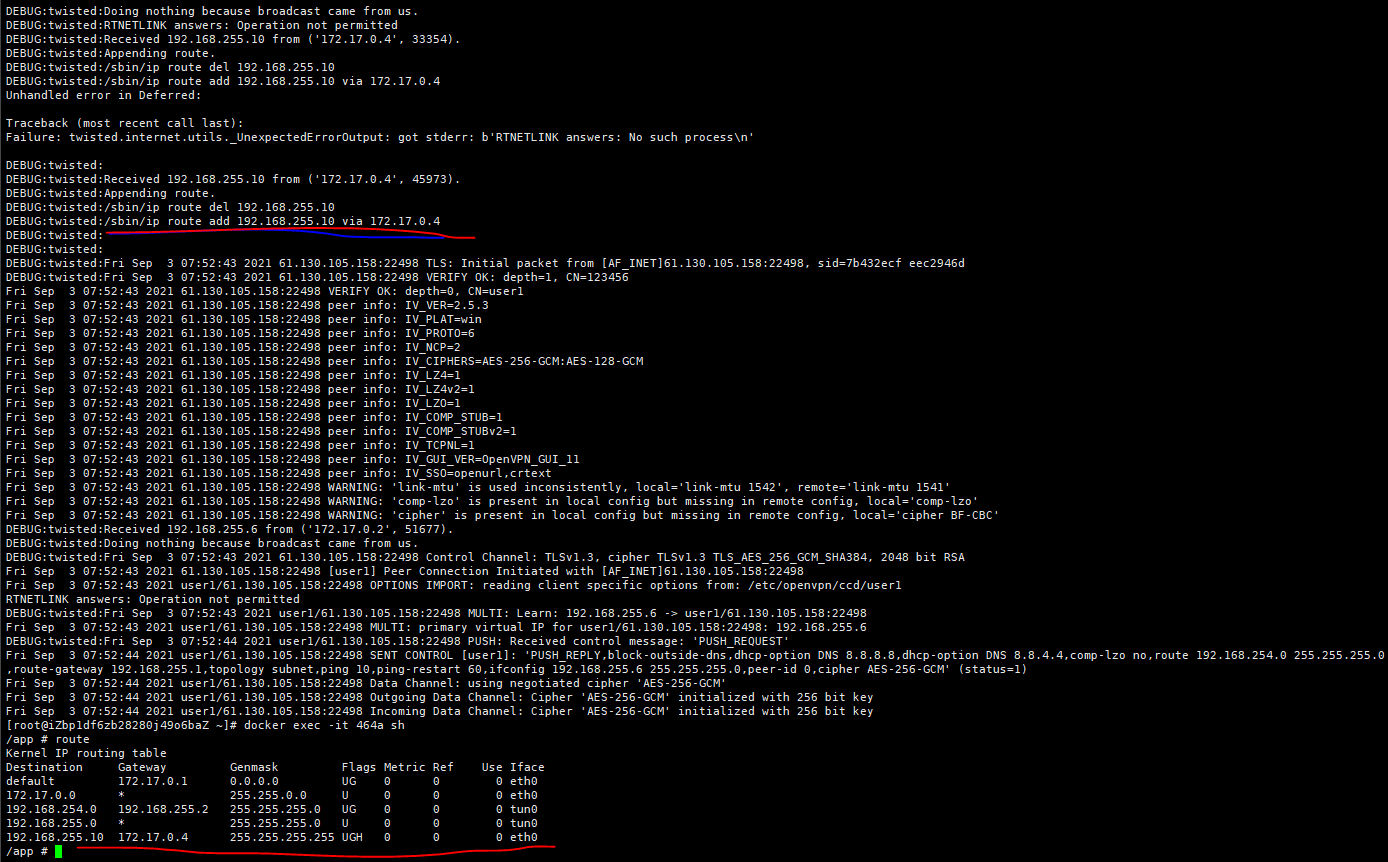 DEBUG:twisted:Doing nothing because broadcast came from us.
DEBUG:twisted:RTNETLINK answers: Operation not permitted
DEBUG:twisted:Received 192.168.255.10 from ('172.17.0.4', 33354).
DEBUG:twisted:Appending route.
DEBUG:twisted:/sbin/ip route del 192.168.255.10
DEBUG:twisted:/sbin/ip route add 192.168.255.10 via 172.17.0.4
Unhandled error in Deferred:
Traceback (most recent call last):
Failure: twisted.internet.utils._UnexpectedErrorOutput: got stderr: b'RTNETLINK answers: No such process\n'
DEBUG:twisted:
DEBUG:twisted:Received 192.168.255.10 from ('172.17.0.4', 45973).
DEBUG:twisted:Appending route.
DEBUG:twisted:/sbin/ip route del 192.168.255.10
DEBUG:twisted:/sbin/ip route add 192.168.255.10 via 172.17.0.4
DEBUG:twisted:
DEBUG:twisted:
DEBUG:twisted:Fri Sep  3 07:52:43 2021 61.130.105.158:22498 TLS: Initial packet from [AF_INET]61.130.105.158:22498, sid=7b432ecf eec2946d
DEBUG:twisted:Fri Sep  3 07:52:43 2021 61.130.105.158:22498 VERIFY OK: depth=1, CN=123456
Fri Sep  3 07:52:43 2021 61.130.105.158:22498 VERIFY OK: depth=0, CN=user1
Fri Sep  3 07:52:43 2021 61.130.105.158:22498 peer info: IV_VER=2.5.3
Fri Sep  3 07:52:43 2021 61.130.105.158:22498 peer info: IV_PLAT=win
Fri Sep  3 07:52:43 2021 61.130.105.158:22498 peer info: IV_PROTO=6
Fri Sep  3 07:52:43 2021 61.130.105.158:22498 peer info: IV_NCP=2
Fri Sep  3 07:52:43 2021 61.130.105.158:22498 peer info: IV_CIPHERS=AES-256-GCM:AES-128-GCM
Fri Sep  3 07:52:43 2021 61.130.105.158:22498 peer info: IV_LZ4=1
Fri Sep  3 07:52:43 2021 61.130.105.158:22498 peer info: IV_LZ4v2=1
Fri Sep  3 07:52:43 2021 61.130.105.158:22498 peer info: IV_LZO=1
Fri Sep  3 07:52:43 2021 61.130.105.158:22498 peer info: IV_COMP_STUB=1
Fri Sep  3 07:52:43 2021 61.130.105.158:22498 peer info: IV_COMP_STUBv2=1
Fri Sep  3 07:52:43 2021 61.130.105.158:22498 peer info: IV_TCPNL=1
Fri Sep  3 07:52:43 2021 61.130.105.158:22498 peer info: IV_GUI_VER=OpenVPN_GUI_11
Fri Sep  3 07:52:43 2021 61.130.105.158:22498 peer info: IV_SSO=openurl,crtext
Fri Sep  3 07:52:43 2021 61.130.105.158:22498 WARNING: 'link-mtu' is used inconsistently, local='link-mtu 1542', remote='link-mtu 1541'
Fri Sep  3 07:52:43 2021 61.130.105.158:22498 WARNING: 'comp-lzo' is present in local config but missing in remote config, local='comp-lzo'
Fri Sep  3 07:52:43 2021 61.130.105.158:22498 WARNING: 'cipher' is present in local config but missing in remote config, local='cipher BF-CBC'
DEBUG:twisted:Received 192.168.255.6 from ('172.17.0.2', 51677).
DEBUG:twisted:Doing nothing because broadcast came from us.
DEBUG:twisted:Fri Sep  3 07:52:43 2021 61.130.105.158:22498 Control Channel: TLSv1.3, cipher TLSv1.3 TLS_AES_256_GCM_SHA384, 2048 bit RSA
Fri Sep  3 07:52:43 2021 61.130.105.158:22498 [user1] Peer Connection Initiated with [AF_INET]61.130.105.158:22498
Fri Sep  3 07:52:43 2021 user1/61.130.105.158:22498 OPTIONS IMPORT: reading client specific options from: /etc/openvpn/ccd/user1
RTNETLINK answers: Operation not permitted
DEBUG:twisted:Fri Sep  3 07:52:43 2021 user1/61.130.105.158:22498 MULTI: Learn: 192.168.255.6 -> user1/61.130.105.158:22498
Fri Sep  3 07:52:43 2021 user1/61.130.105.158:22498 MULTI: primary virtual IP for user1/61.130.105.158:22498: 192.168.255.6
DEBUG:twisted:Fri Sep  3 07:52:44 2021 user1/61.130.105.158:22498 PUSH: Received control message: 'PUSH_REQUEST'
Fri Sep  3 07:52:44 2021 user1/61.130.105.158:22498 SENT CONTROL [user1]: 'PUSH_REPLY,block-outside-dns,dhcp-option DNS 8.8.8.8,dhcp-option DNS 8.8.4.4,comp-lzo no,route 192.168.254.0 255.255.255.0
,route-gateway 192.168.255.1,topology subnet,ping 10,ping-restart 60,ifconfig 192.168.255.6 255.255.255.0,peer-id 0,cipher AES-256-GCM' (status=1)
Fri Sep  3 07:52:44 2021 user1/61.130.105.158:22498 Data Channel: using negotiated cipher 'AES-256-GCM'
Fri Sep  3 07:52:44 2021 user1/61.130.105.158:22498 Outgoing Data Channel: Cipher 'AES-256-GCM' initialized with 256 bit key
Fri Sep  3 07:52:44 2021 user1/61.130.105.158:22498 Incoming Data Channel: Cipher 'AES-256-GCM' initialized with 256 bit key
[root@iZbp1df6zb28280j49o6baZ ~]# docker exec -it 464a sh
/app # route
Kernel IP routing table
Destination     Gateway         Genmask         Flags Metric Ref    Use Iface
default         172.17.0.1      0.0.0.0         UG    0      0        0 eth0
172.17.0.0      *               255.255.0.0     U     0      0        0 eth0
192.168.254.0   192.168.255.2   255.255.255.0   UG    0      0        0 tun0
192.168.255.0   *               255.255.255.0   U     0      0        0 tun0
192.168.255.10  172.17.0.4      255.255.255.255 UGH   0      0        0 eth0
/app #